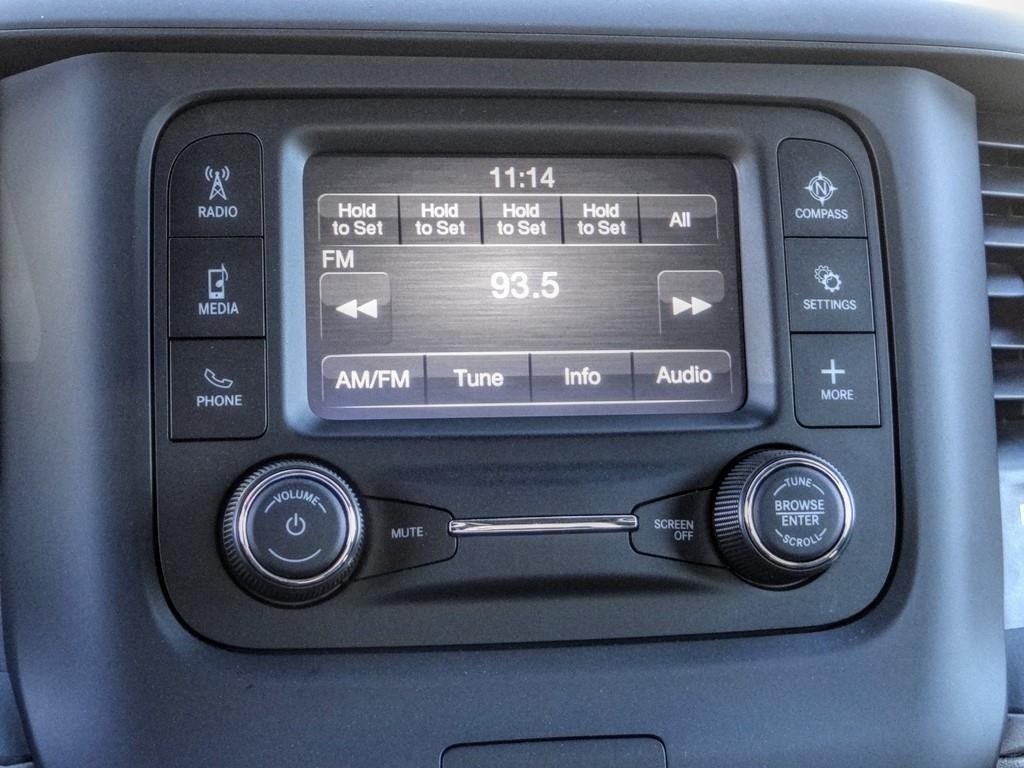 11:14
Hold
to Set
Hold
to Set
Hold
to Set
Hold
to Set
All
FM
93.5
AM/FM
Tune
Info
Audio
RADIO
MEDIA
PHONE
N
COMPASS
SETTINGS
MORE
VOLUME
MUTE
SCREEN
OFF
TUNE
BROWSE
ENTER
SCROLL